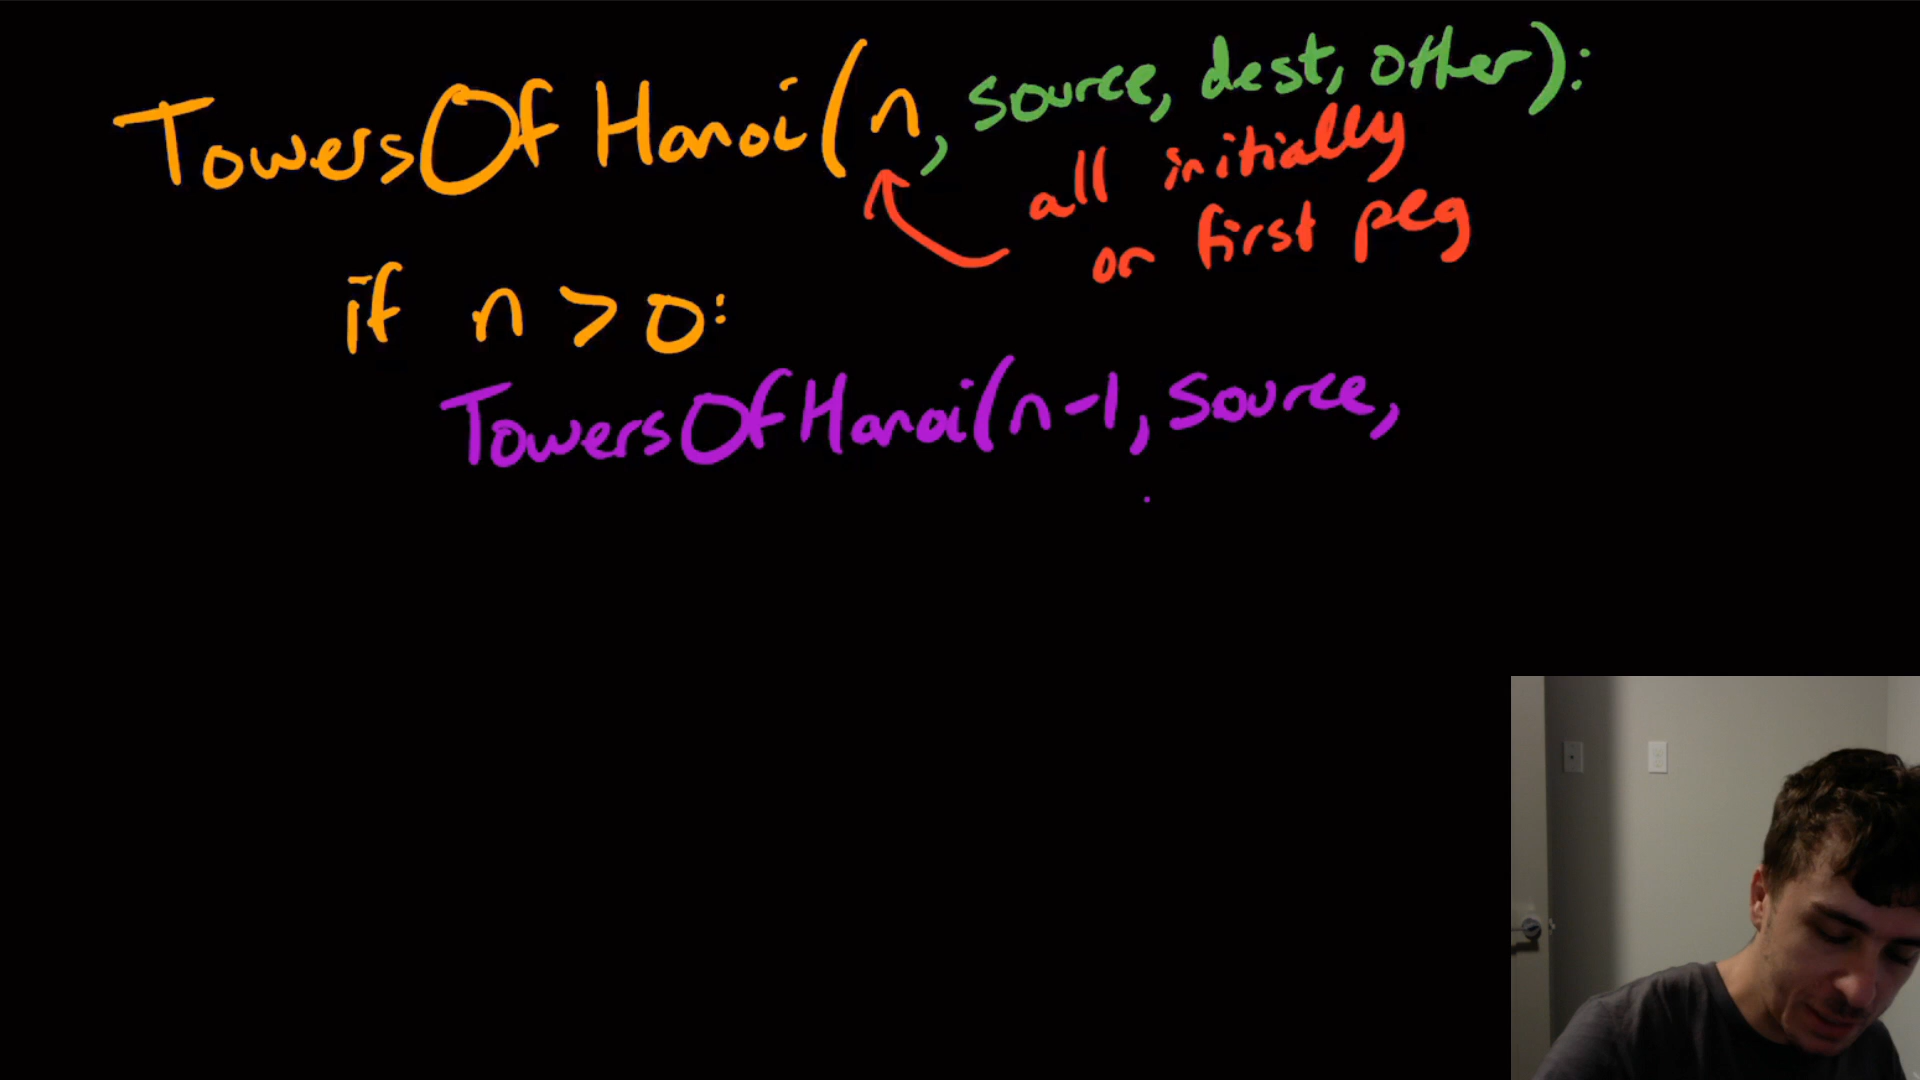 TowersOfHanoi(n, source, dest, other):
all initially
on first peg
if n > 0:
TowersOfHanoi(n-1, source,